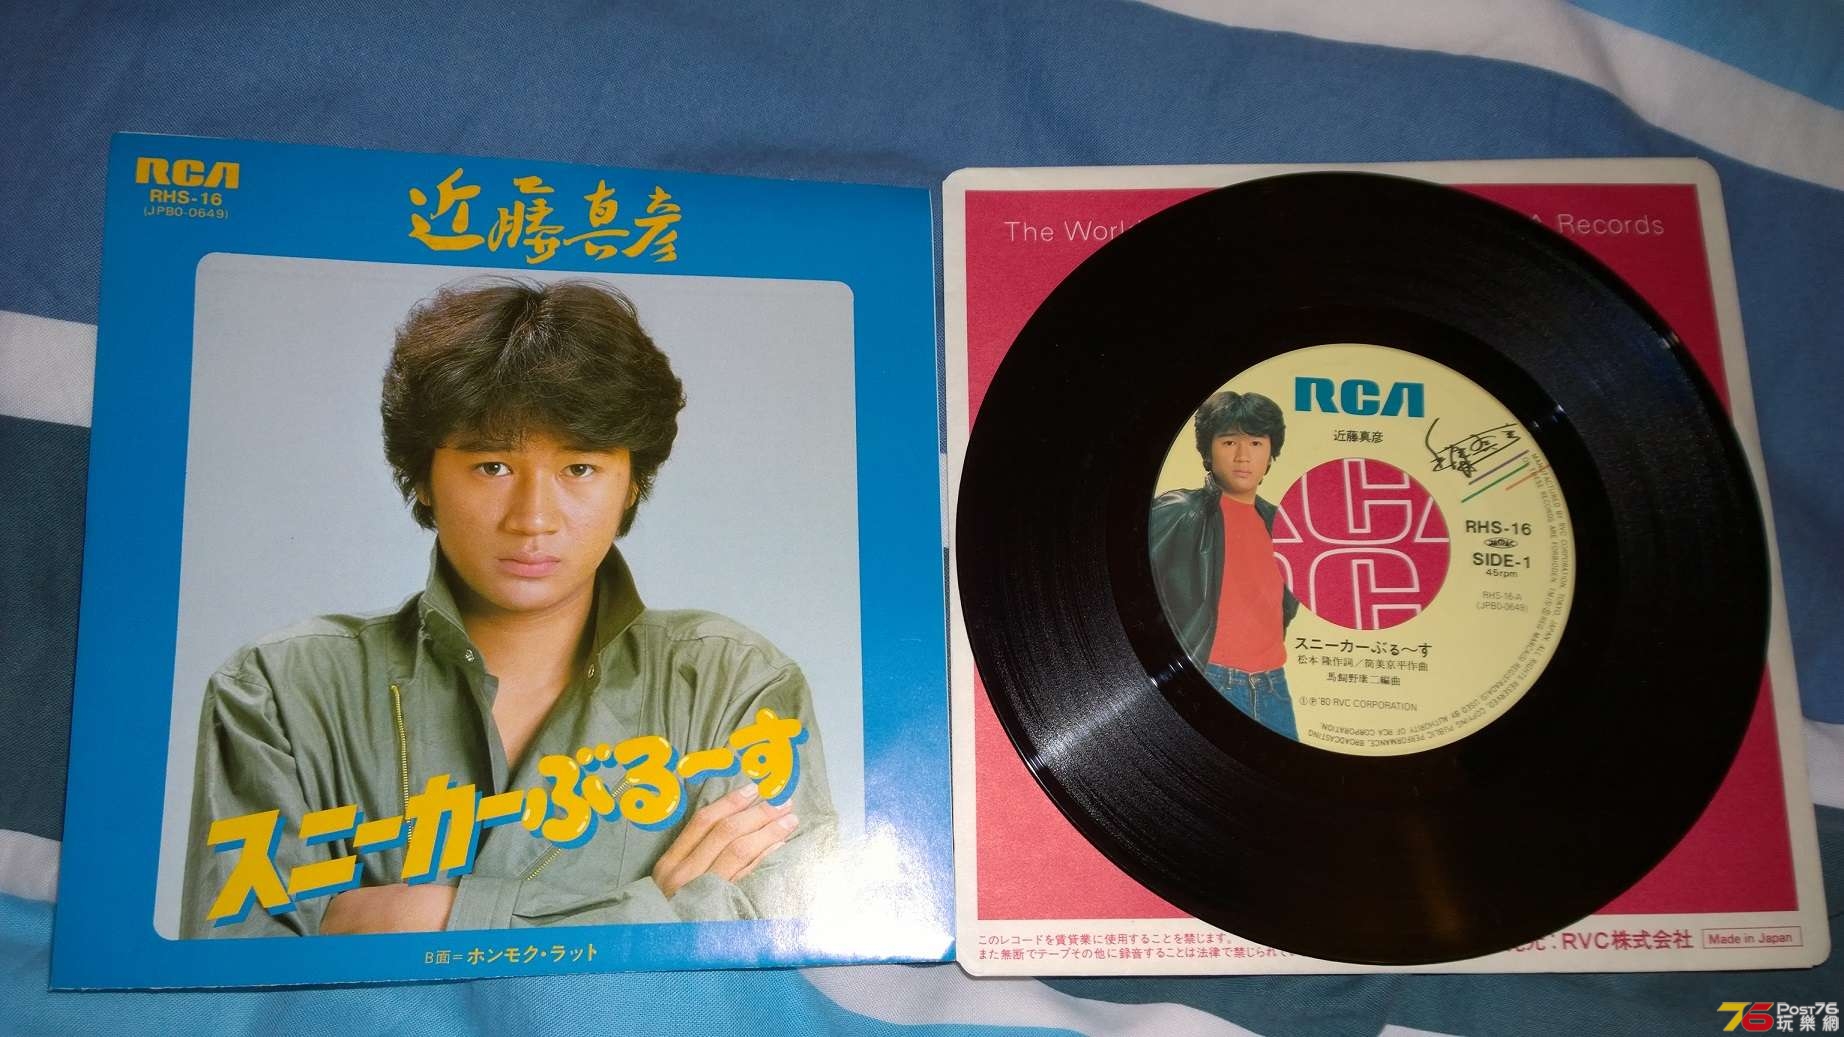 RCA
RHS-16
(JPBO-0649)
近藤真彦
スニーカーぶる〜す
B面=ホンモク・ラット
The Worl
Records
RCA
近藤真彦
RHS-16
SIDE-1
45rpm
RHS-16-A
(JPBO-0649)
スニーカーぶる〜す
松本 隆作詞/筒美京平作曲
馬飼野康二編曲
Ⓟ'80 RVC CORPORATION
このレコードを賃貸業に使用することを禁じます。
また無断でテープその他に録音することは法律で禁じられてい
元:RVC株式会社
Made in Japan
76 POST76
玩樂網